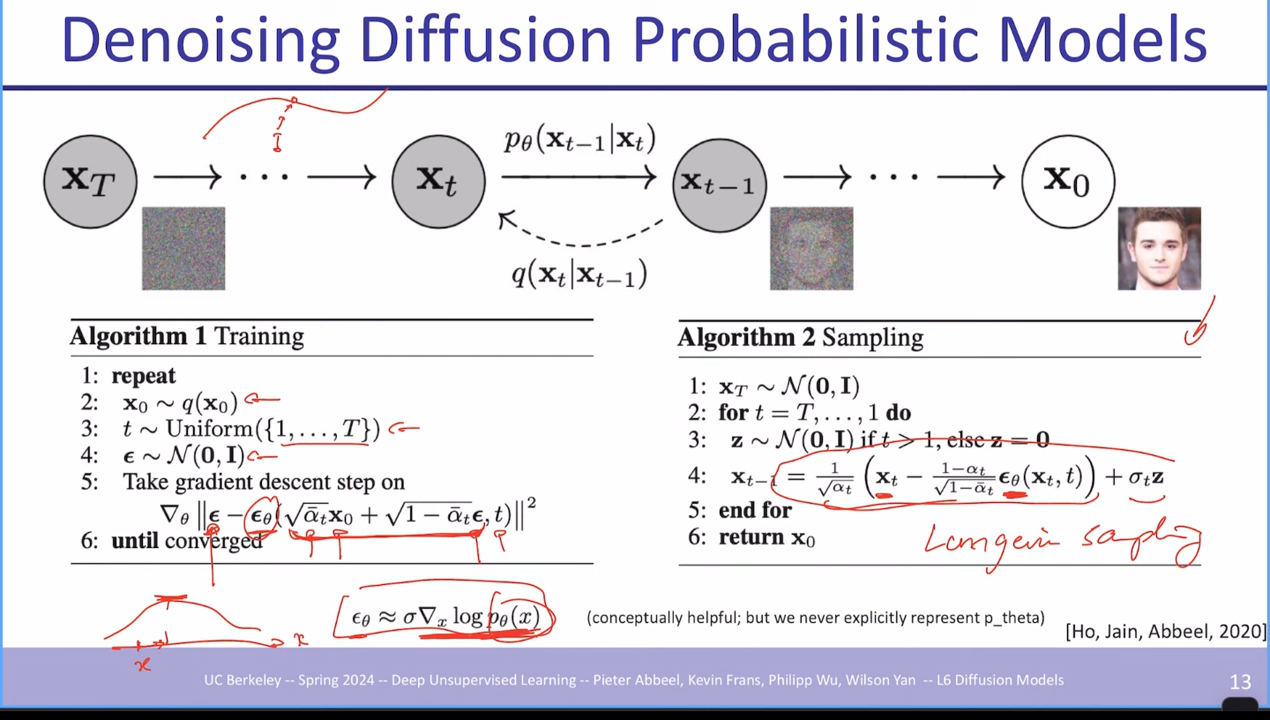 Denoising Diffusion Probabilistic Models
x_T → ··· → x_t p_θ(x_{t−1}|x_t) x_{t−1} → ··· → x_0
q(x_t|x_{t−1})
Algorithm 1 Training
1: repeat
2: x_0 ∼ q(x_0)
3: t ∼ Uniform({1, . . . , T})
4: ϵ ∼ N(0, I)
5: Take gradient descent step on
∇_θ ‖ϵ − ϵ_θ(√ᾱ_t x_0 + √(1 − ᾱ_t) ϵ, t)‖²
6: until converged
Algorithm 2 Sampling
1: x_T ∼ N(0, I)
2: for t = T, . . . , 1 do
3: z ∼ N(0, I) if t > 1, else z = 0
4: x_{t−1} = 1/√α_t (x_t − (1−α_t)/√(1−ᾱ_t) ϵ_θ(x_t, t)) + σ_t z
5: end for
6: return x_0
Langevin sampling
x
x
ϵ_θ ≈ σ∇_x log p_θ(x)
(conceptually helpful; but we never explicitly represent p_theta)
[Ho, Jain, Abbeel, 2020]
UC Berkeley -- Spring 2024 -- Deep Unsupervised Learning -- Pieter Abbeel, Kevin Frans, Philipp Wu, Wilson Yan -- L6 Diffusion Models
13